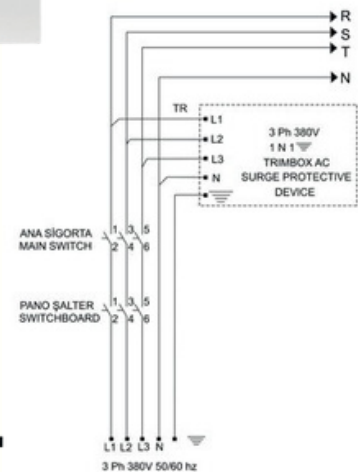 R
S
T
N
TR
L1
L2
L3
N
3 Ph 380V
1 N 1
TRIMBOX AC
SURGE PROTECTIVE
DEVICE
ANA SİGORTA
MAIN SWITCH
1 3 5
2 4 6
PANO ŞALTER
SWITCHBOARD
1 3 5
2 4 6
L1 L2 L3 N
3 Ph 380V 50/60 hz